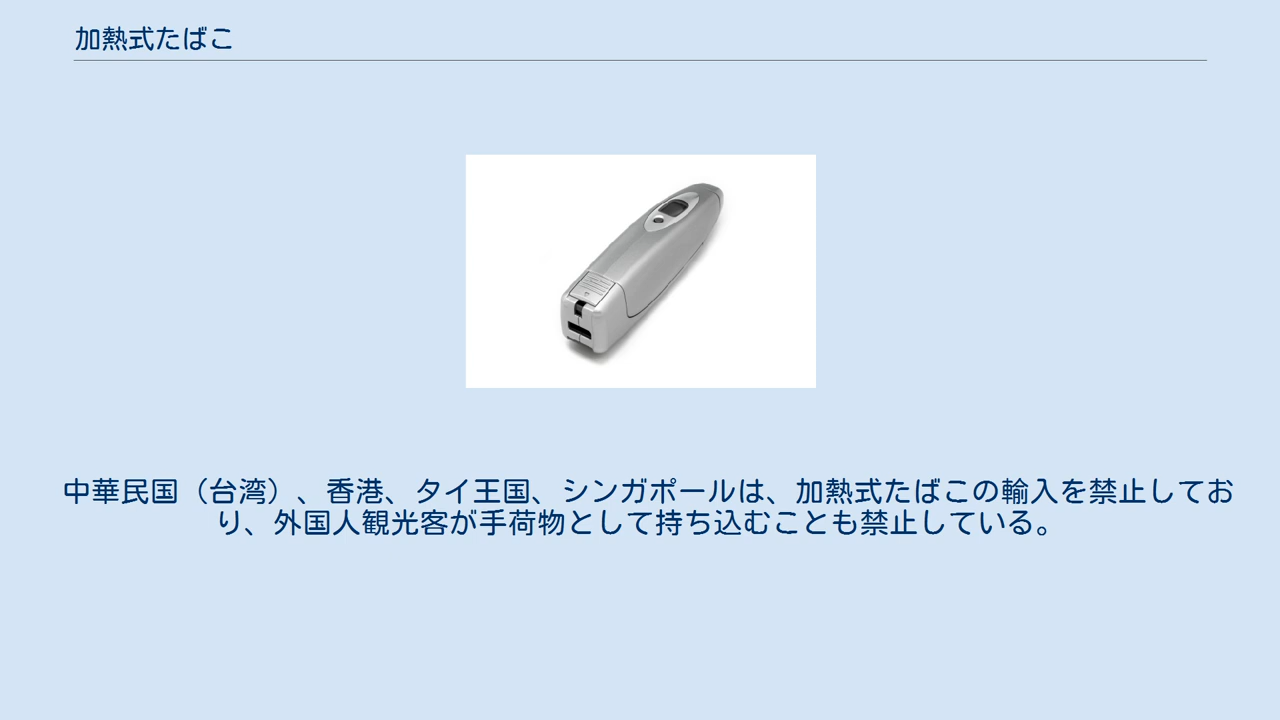 加熱式たばこ
中華民国（台湾）、香港、タイ王国、シンガポールは、加熱式たばこの輸入を禁止してお
り、外国人観光客が手荷物として持ち込むことも禁止している。